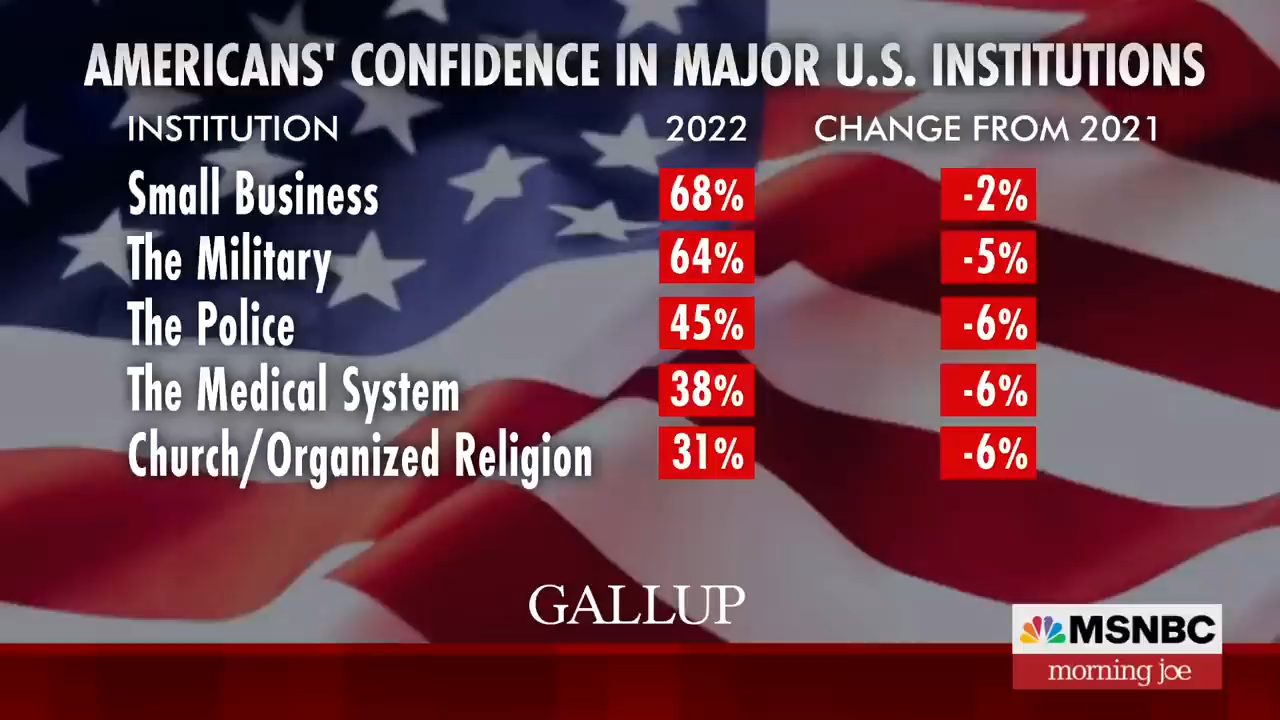 AMERICANS' CONFIDENCE IN MAJOR U.S. INSTITUTIONS
INSTITUTION 2022 CHANGE FROM 2021
Small Business 68% -2%
The Military 64% -5%
The Police 45% -6%
The Medical System 38% -6%
Church/Organized Religion 31% -6%
GALLUP
MSNBC
morning joe